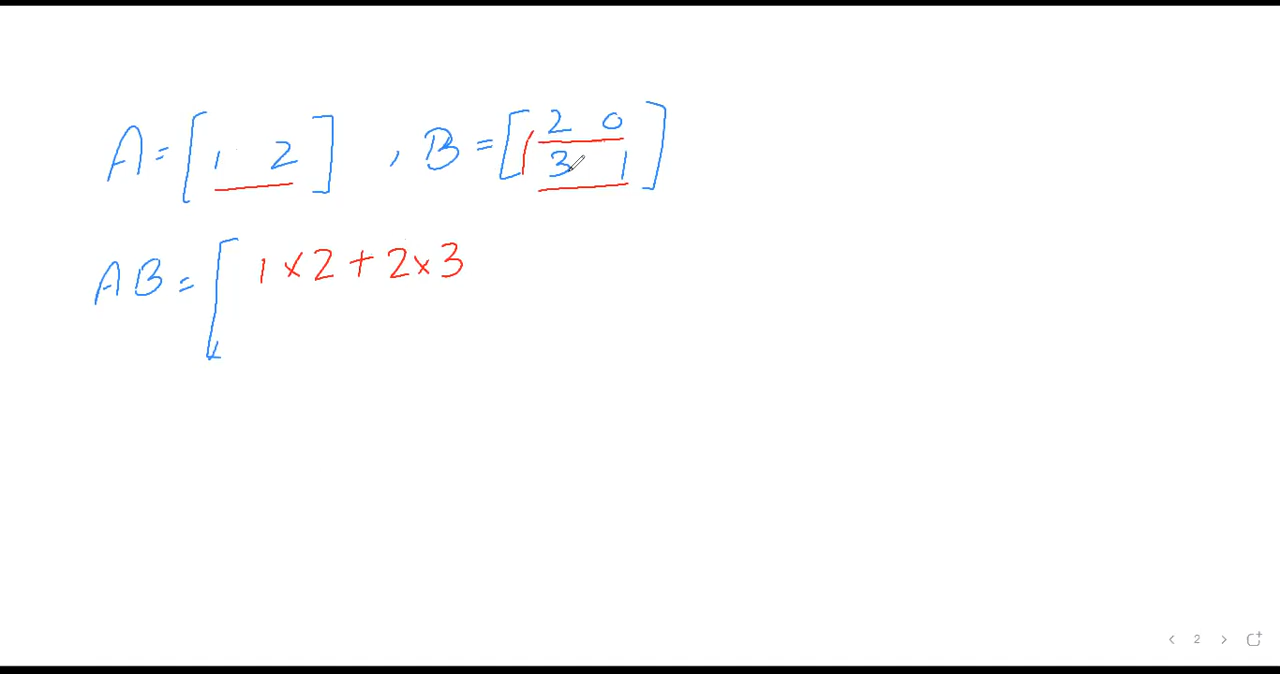 A = [ 1 2 ] , B = [ 2 0
3 1 ]
AB = [ 1 × 2 + 2 × 3
2